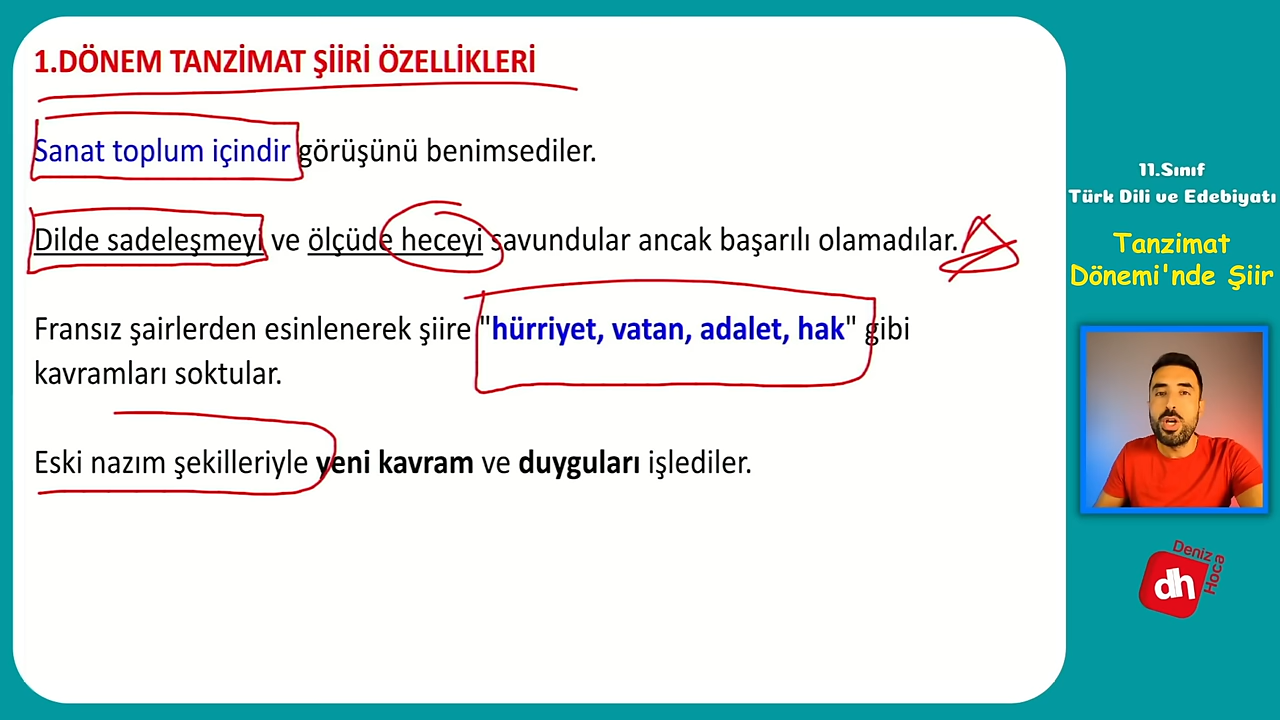 1.DÖNEM TANZİMAT ŞİİRİ ÖZELLİKLERİ
Sanat toplum içindir görüşünü benimsediler.
Dilde sadeleşmeyi ve ölçüde heceyi savundular ancak başarılı olamadılar.
Fransız şairlerden esinlenerek şiire "hürriyet, vatan, adalet, hak" gibi
kavramları soktular.
Eski nazım şekilleriyle yeni kavram ve duyguları işlediler.
11.Sınıf
Türk Dili ve Edebiyatı
Tanzimat
Dönemi'nde Şiir
Deniz
Hoca
dh